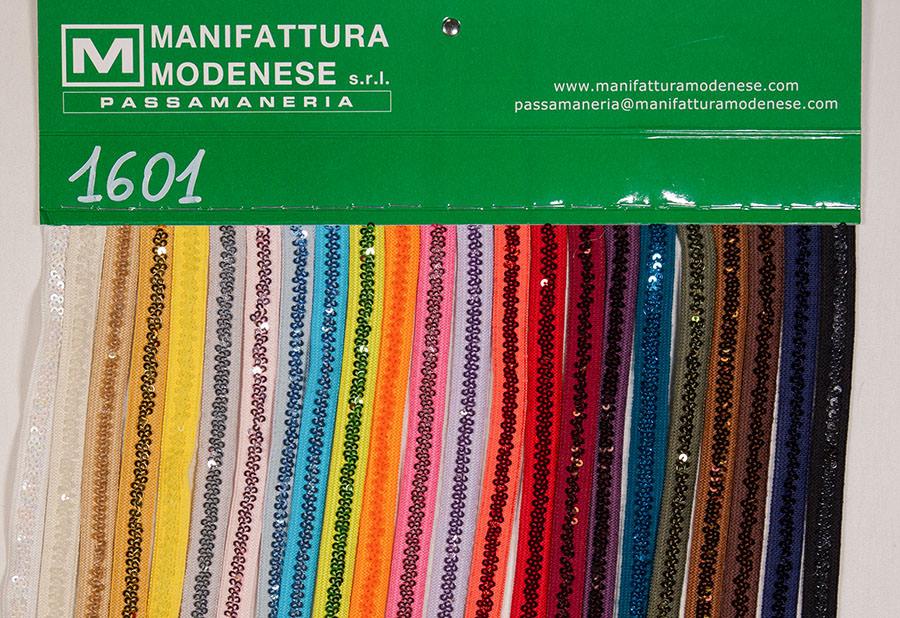 M
MANIFATTURA
MODENESE s.r.l.
PASSAMANERIA
www.manifatturamodenese.com
passamaneria@manifatturamodenese.com
1601